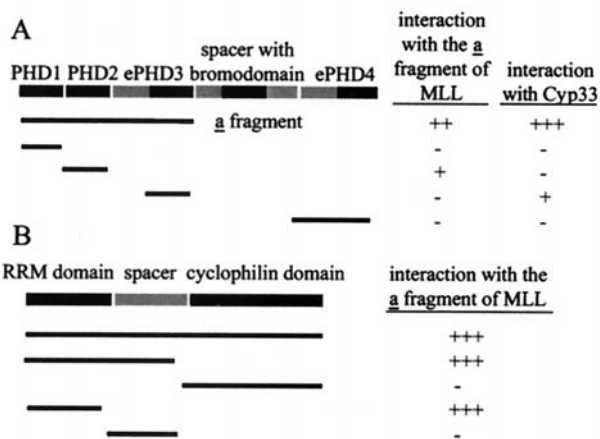 A
interaction
with the a
fragment of
MLL
interaction
with Cyp33
spacer with
PHD1 PHD2 ePHD3 bromodomain ePHD4
a fragment
++ +++
- -
+ -
- +
- -
B
RRM domain spacer cyclophilin domain
interaction with the
a fragment of MLL
+++
+++
-
+++
-